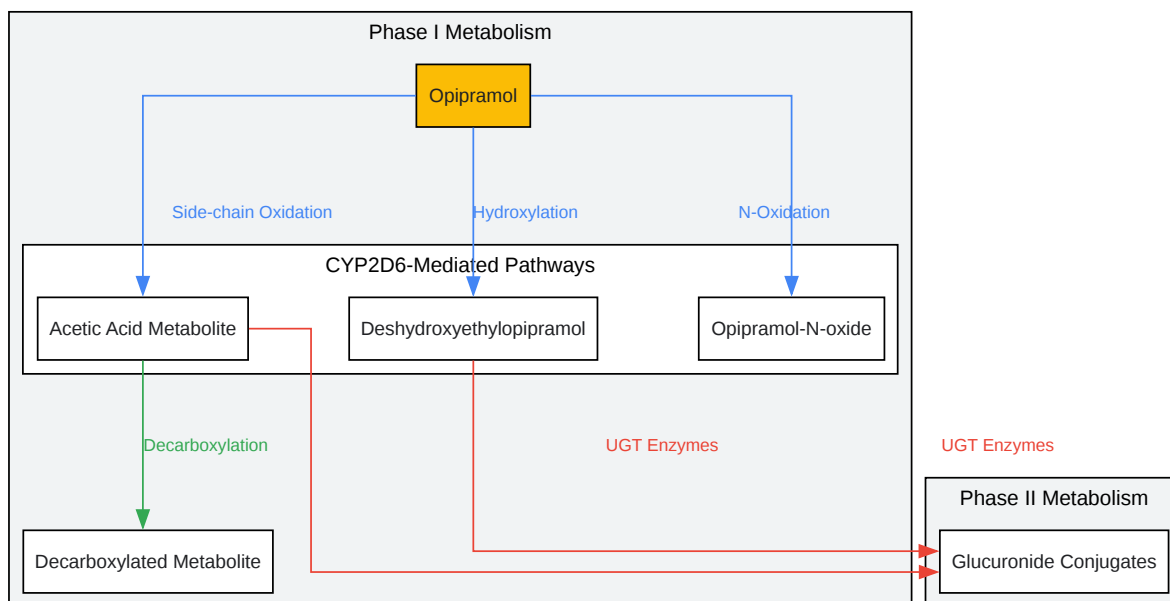 Phase I Metabolism
Opipramol
Side-chain Oxidation
Hydroxylation
N-Oxidation
CYP2D6-Mediated Pathways
Acetic Acid Metabolite
Deshydroxyethylopipramol
Opipramol-N-oxide
Decarboxylation
UGT Enzymes
UGT Enzymes
Phase II Metabolism
Decarboxylated Metabolite
Glucuronide Conjugates